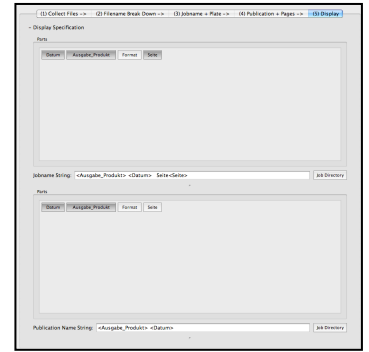 (1) Collect Files -> (2) Filename Break Down -> (3) Jobname + Plate -> (4) Publication + Pages -> (5) Display
Display Specification
Parts
Datum Ausgabe_Produkt Format Seite
Jobname String: <Ausgabe_Produkt> <Datum> Seite<Seite> Job Directory
Parts
Datum Ausgabe_Produkt Format Seite
Publication Name String: <Ausgabe_Produkt> <Datum> Job Directory